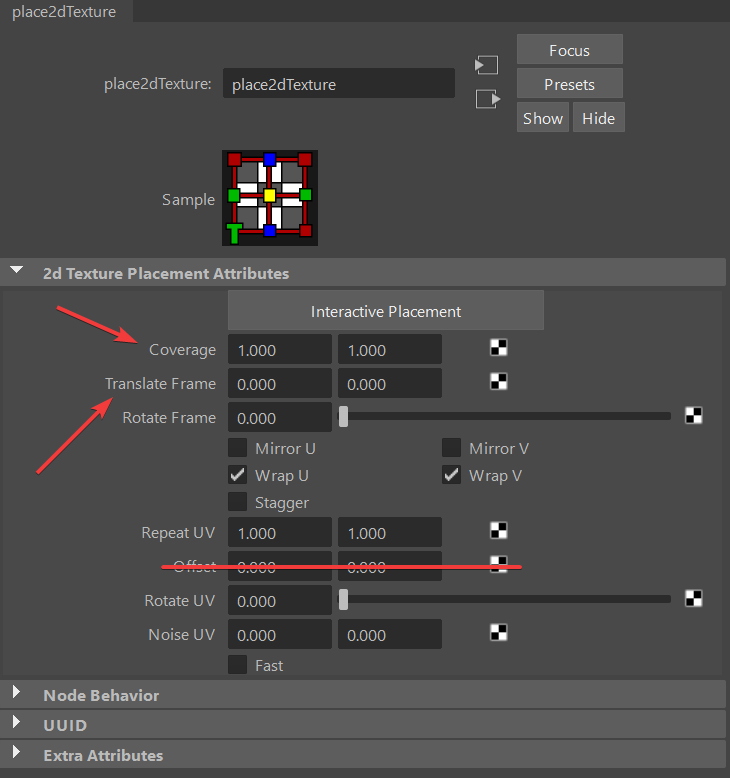 place2dTexture
place2dTexture: place2dTexture
Focus
Presets
Show Hide
Sample
2d Texture Placement Attributes
Interactive Placement
Coverage 1.000 1.000
Translate Frame 0.000 0.000
Rotate Frame 0.000
Mirror U Mirror V
Wrap U Wrap V
Stagger
Repeat UV 1.000 1.000
Offset 0.000 0.000
Rotate UV 0.000
Noise UV 0.000 0.000
Fast
Node Behavior
UUID
Extra Attributes